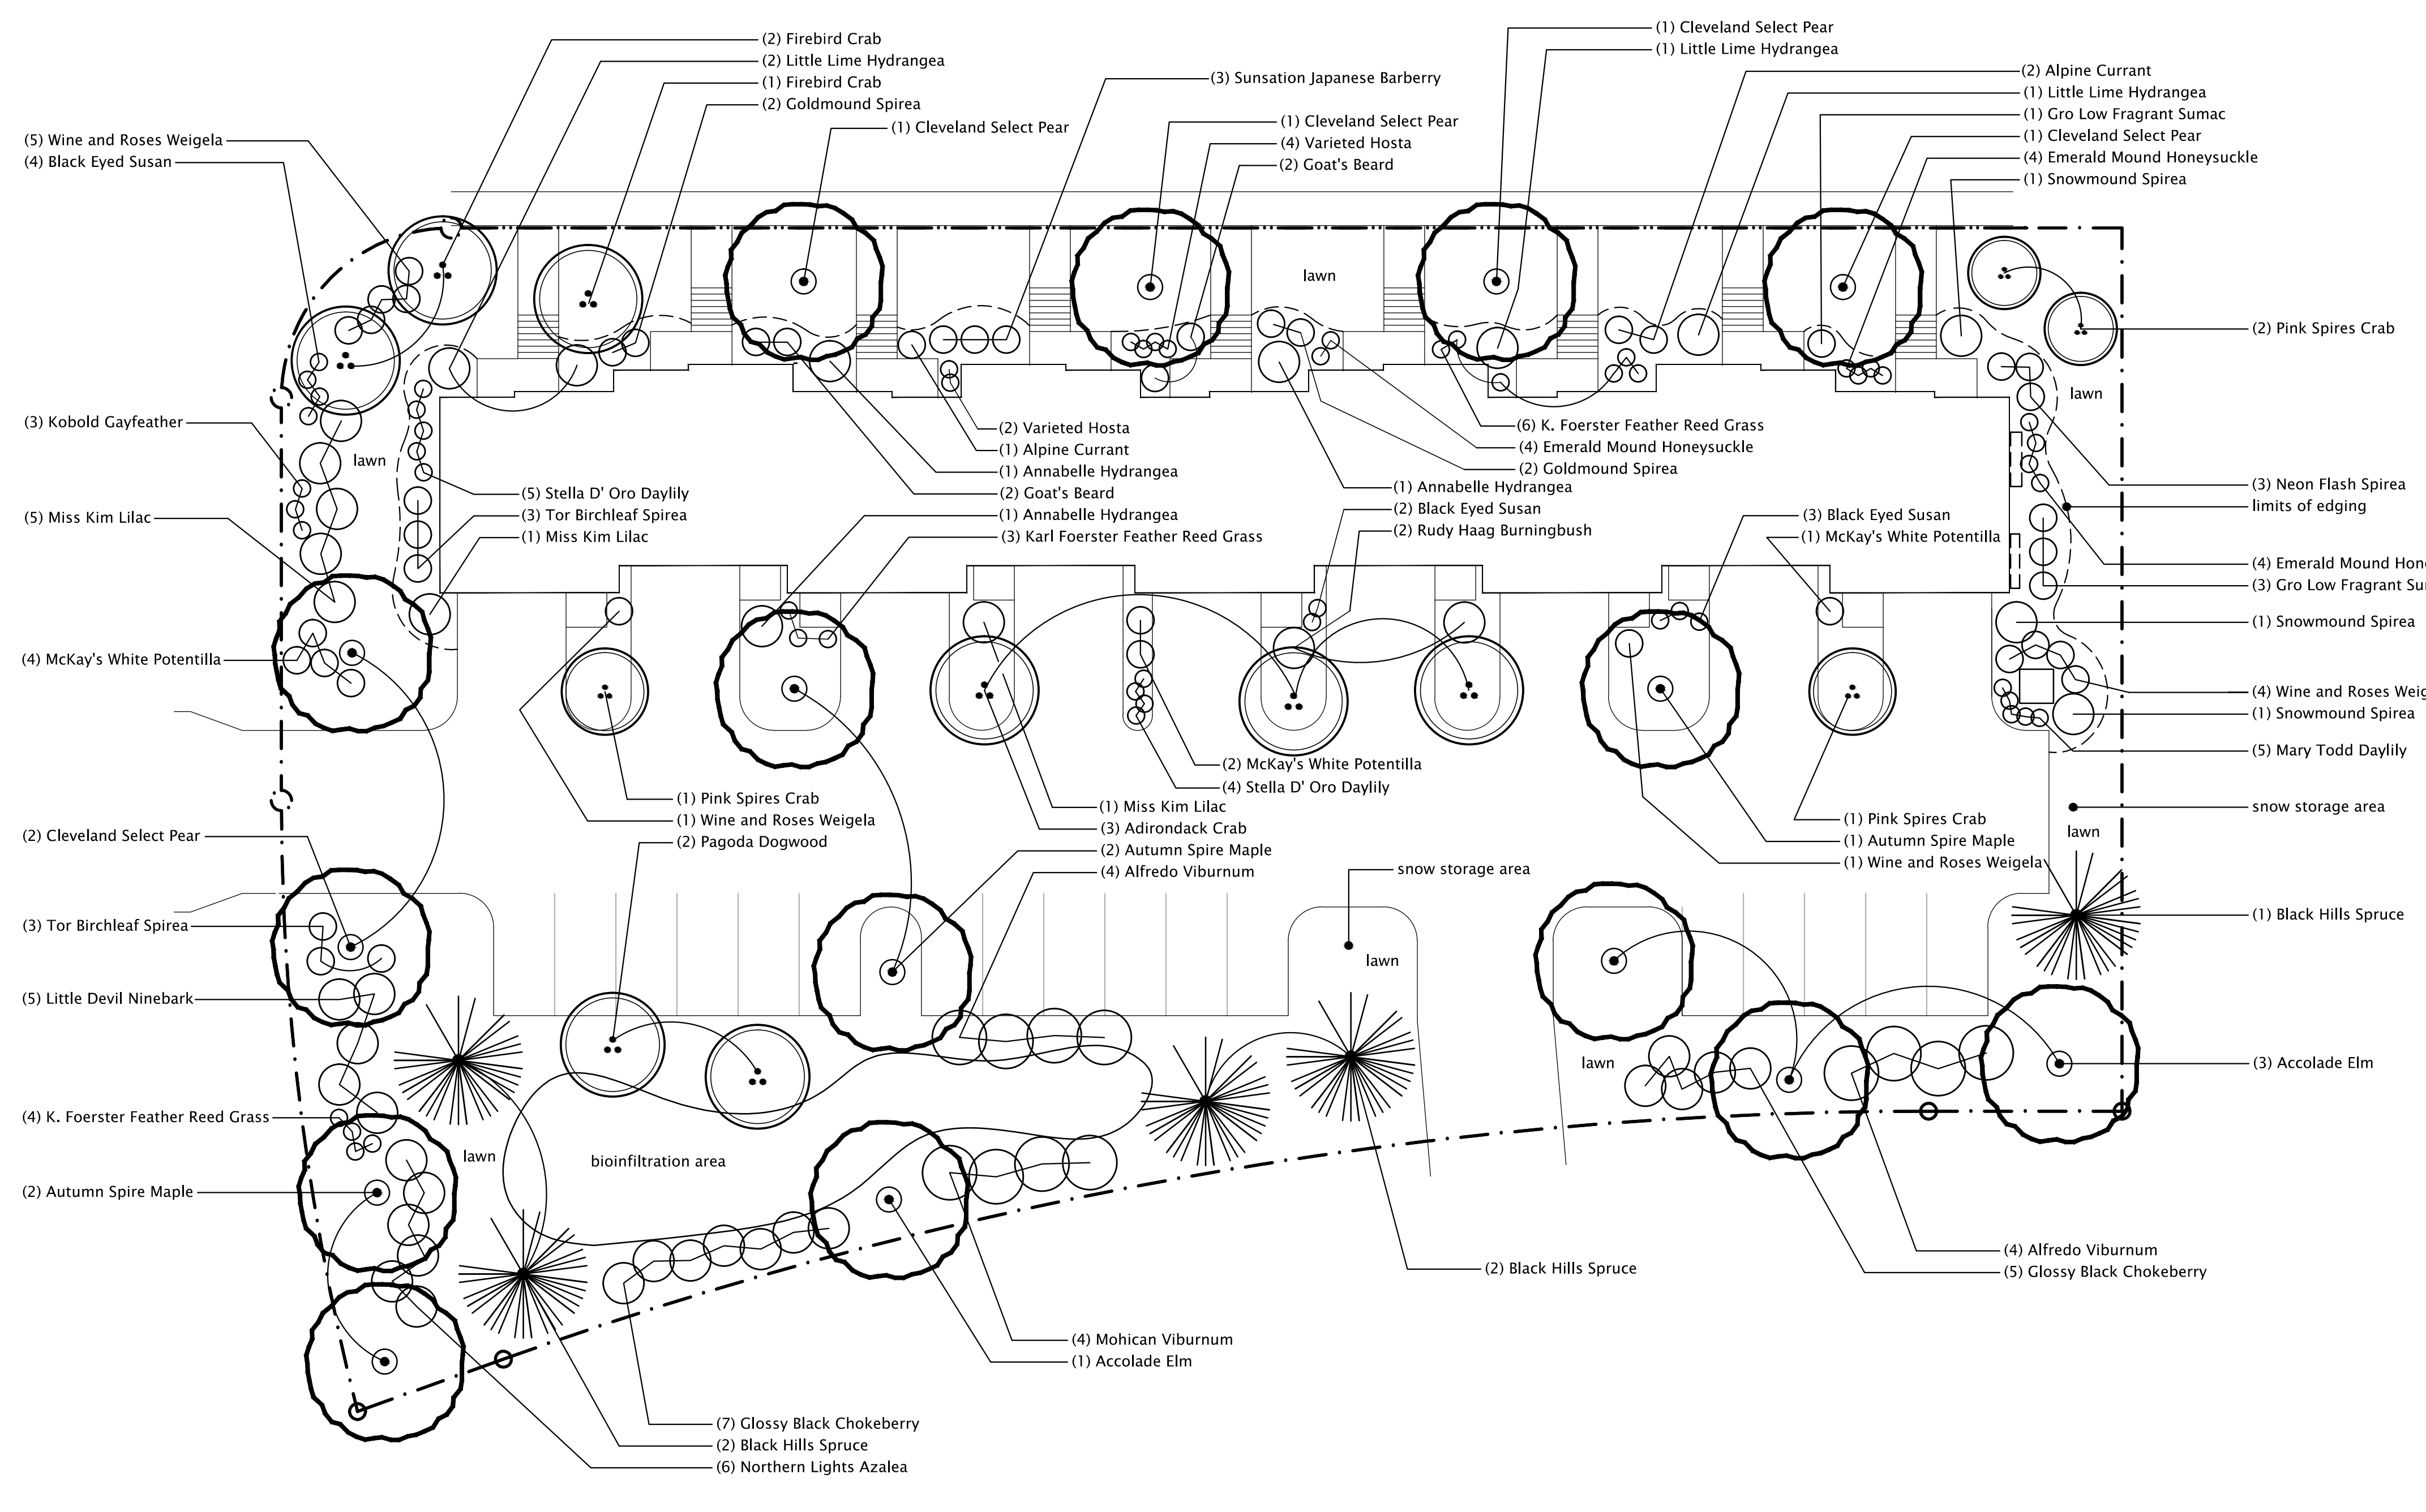 (2) Firebird Crab
(2) Little Lime Hydrangea
(1) Firebird Crab
(2) Goldmound Spirea
(1) Cleveland Select Pear
(3) Sunsation Japanese Barberry
(1) Cleveland Select Pear
(4) Varieted Hosta
(2) Goat's Beard
(1) Cleveland Select Pear
(1) Little Lime Hydrangea
(2) Alpine Currant
(1) Little Lime Hydrangea
(1) Gro Low Fragrant Sumac
(1) Cleveland Select Pear
(4) Emerald Mound Honeysuckle
(1) Snowmound Spirea
(5) Wine and Roses Weigela
(4) Black Eyed Susan
(3) Kobold Gayfeather
(5) Miss Kim Lilac
(4) McKay's White Potentilla
(2) Cleveland Select Pear
(3) Tor Birchleaf Spirea
(5) Little Devil Ninebark
(4) K. Foerster Feather Reed Grass
(2) Autumn Spire Maple
lawn
lawn
lawn
(5) Stella D' Oro Daylily
(3) Tor Birchleaf Spirea
(1) Miss Kim Lilac
(2) Varieted Hosta
(1) Alpine Currant
(1) Annabelle Hydrangea
(2) Goat's Beard
(1) Annabelle Hydrangea
(3) Karl Foerster Feather Reed Grass
(6) K. Foerster Feather Reed Grass
(4) Emerald Mound Honeysuckle
(2) Goldmound Spirea
(1) Annabelle Hydrangea
(2) Black Eyed Susan
(2) Rudy Haag Burningbush
(3) Black Eyed Susan
(1) McKay's White Potentilla
(2) Pink Spires Crab
lawn
(3) Neon Flash Spirea
limits of edging
(4) Emerald Mound Hon
(3) Gro Low Fragrant Su
(1) Snowmound Spirea
(4) Wine and Roses Weig
(1) Snowmound Spirea
(5) Mary Todd Daylily
snow storage area
lawn
(1) Black Hills Spruce
(3) Accolade Elm
(1) Pink Spires Crab
(1) Wine and Roses Weigela
(2) Pagoda Dogwood
(2) McKay's White Potentilla
(4) Stella D' Oro Daylily
(1) Miss Kim Lilac
(3) Adirondack Crab
(2) Autumn Spire Maple
(4) Alfredo Viburnum
snow storage area
lawn
(1) Pink Spires Crab
(1) Autumn Spire Maple
(1) Wine and Roses Weigela
lawn
bioinfiltration area
(4) Alfredo Viburnum
(5) Glossy Black Chokeberry
(2) Black Hills Spruce
(4) Mohican Viburnum
(1) Accolade Elm
(7) Glossy Black Chokeberry
(2) Black Hills Spruce
(6) Northern Lights Azalea